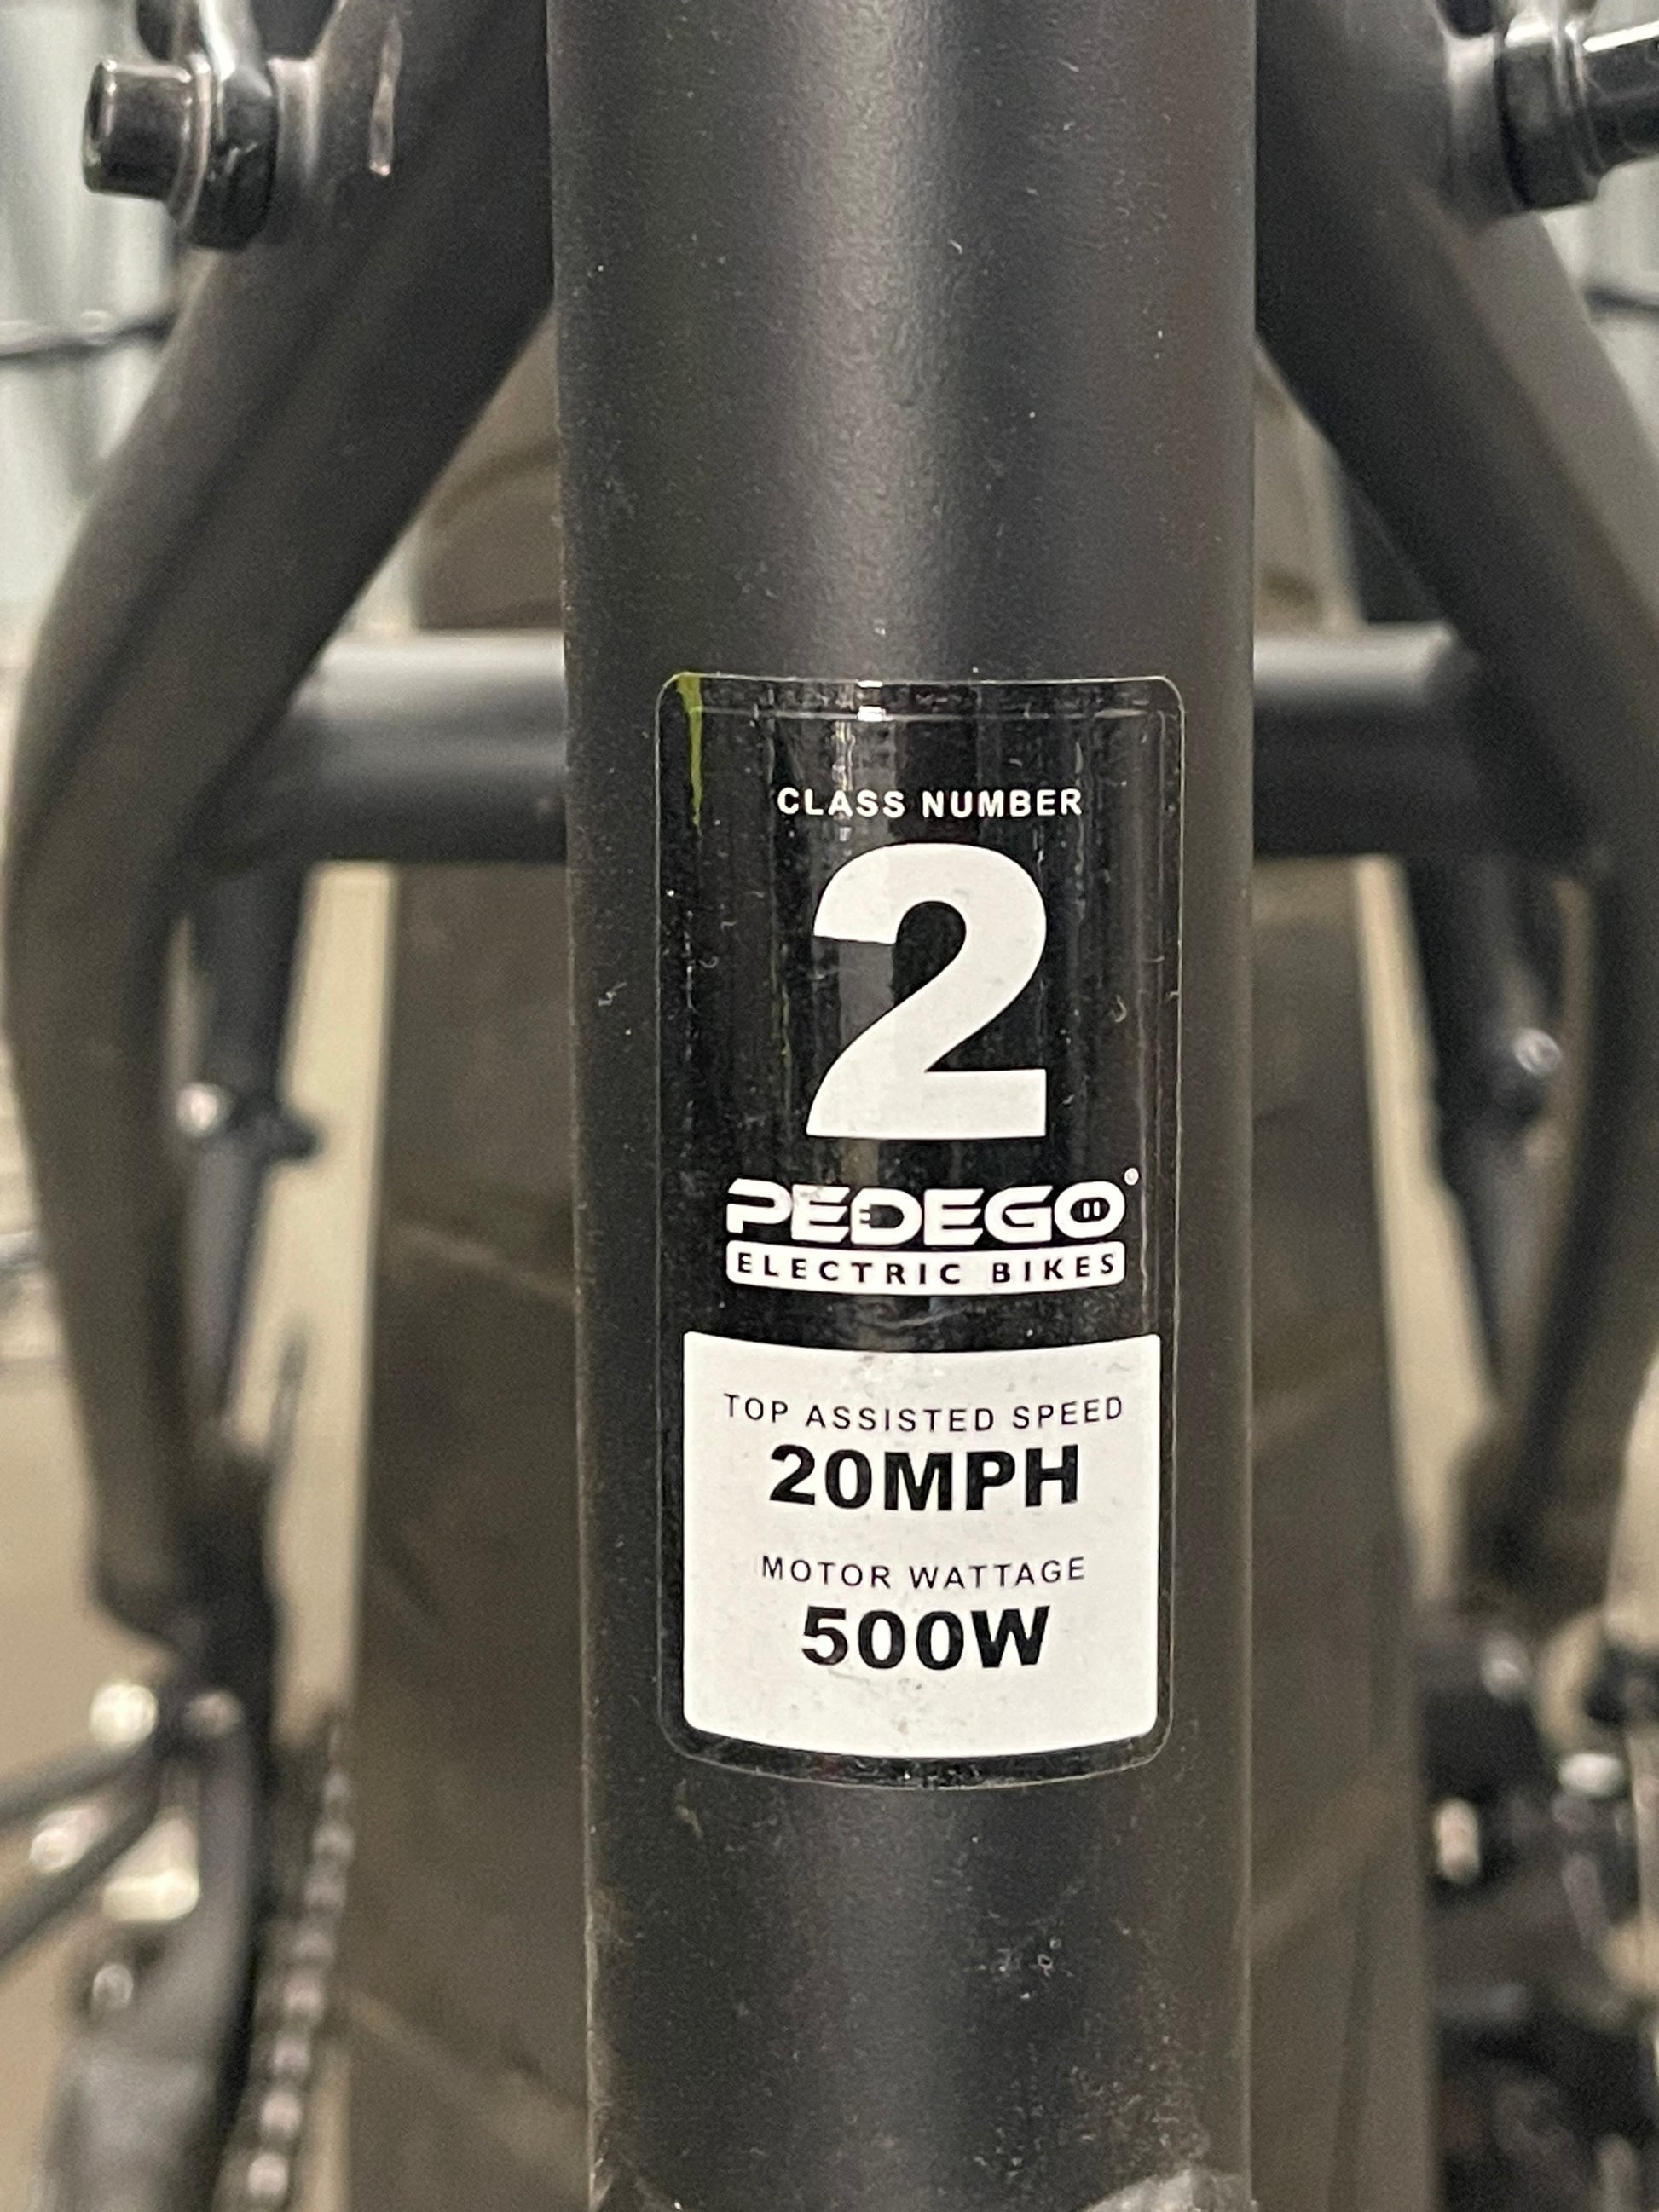 CLASS NUMBER
2
PEDEGO®
ELECTRIC BIKES
TOP ASSISTED SPEED
20MPH
MOTOR WATTAGE
500W